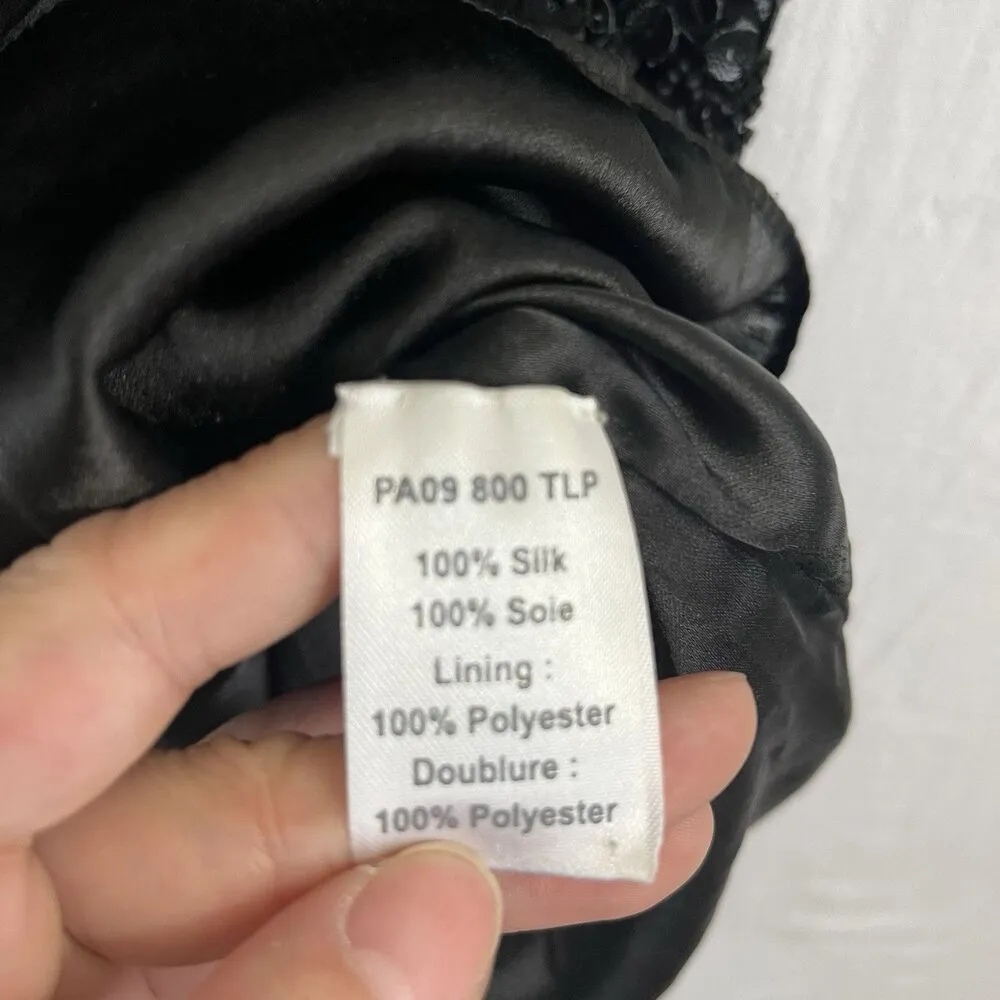 PA09 800 TLP
100% Silk
100% Soie
Lining :
100% Polyester
Doublure :
100% Polyester